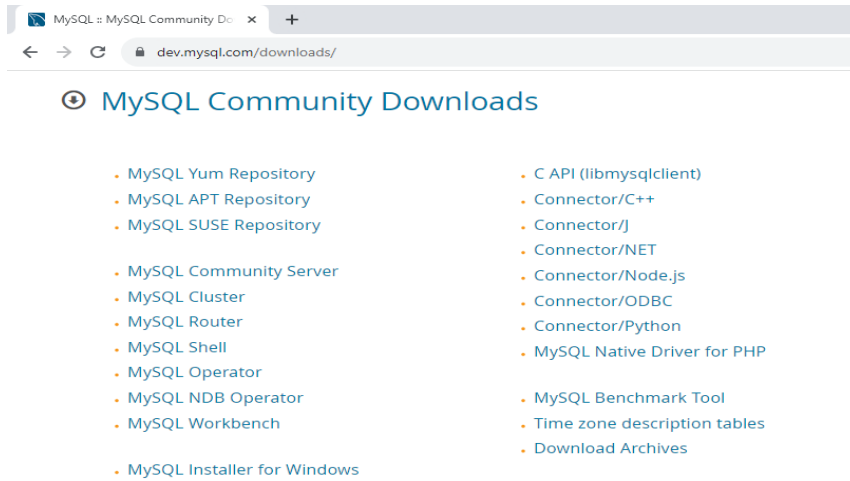 MySQL :: MySQL Community Do
dev.mysql.com/downloads/
MySQL Community Downloads
MySQL Yum Repository
MySQL APT Repository
MySQL SUSE Repository
MySQL Community Server
MySQL Cluster
MySQL Router
MySQL Shell
MySQL Operator
MySQL NDB Operator
MySQL Workbench
MySQL Installer for Windows
C API (libmysqlclient)
Connector/C++
Connector/J
Connector/NET
Connector/Node.js
Connector/ODBC
Connector/Python
MySQL Native Driver for PHP
MySQL Benchmark Tool
Time zone description tables
Download Archives